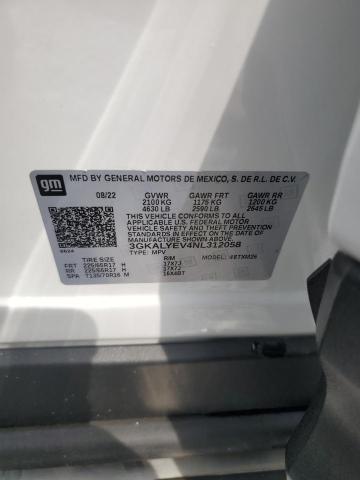 gm
MFD BY GENERAL MOTORS DE MEXICO, S. DE R.L. DE C.V.
08/22 GVWR GAWR FRT GAWR RR
2100 KG 1175 KG 1200 KG
4630 LB 2590 LB 2645 LB
THIS VEHICLE CONFORMS TO ALL
APPLICABLE U.S. FEDERAL MOTOR
VEHICLE SAFETY AND THEFT PREVENTION
STANDARDS IN EFFECT ON THE DATE OF
MANUFACTURE SHOWN ABOVE.
3GKALYEV4NL312058
TYPE: MPV MODEL: 4BTXM26
TIRE SIZE RIM
FRT 225/65R17 H 17X7J
RR 225/65R17 H 17X7J
SPA T135/70R16 M 16X4BT